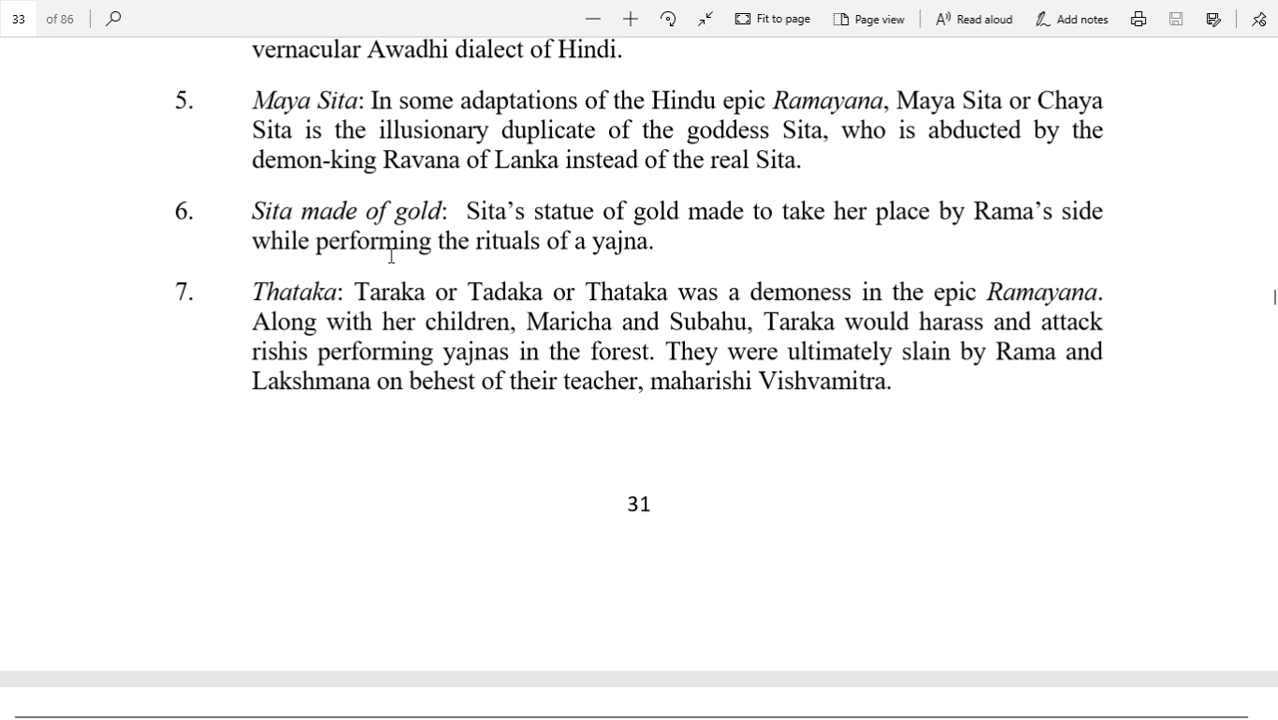 33 of 86 Fit to page Page view Read aloud Add notes
vernacular Awadhi dialect of Hindi.
5. Maya Sita: In some adaptations of the Hindu epic Ramayana, Maya Sita or Chaya
Sita is the illusionary duplicate of the goddess Sita, who is abducted by the
demon-king Ravana of Lanka instead of the real Sita.
6. Sita made of gold: Sita’s statue of gold made to take her place by Rama’s side
while performing the rituals of a yajna.
7. Thataka: Taraka or Tadaka or Thataka was a demoness in the epic Ramayana.
Along with her children, Maricha and Subahu, Taraka would harass and attack
rishis performing yajnas in the forest. They were ultimately slain by Rama and
Lakshmana on behest of their teacher, maharishi Vishvamitra.
31